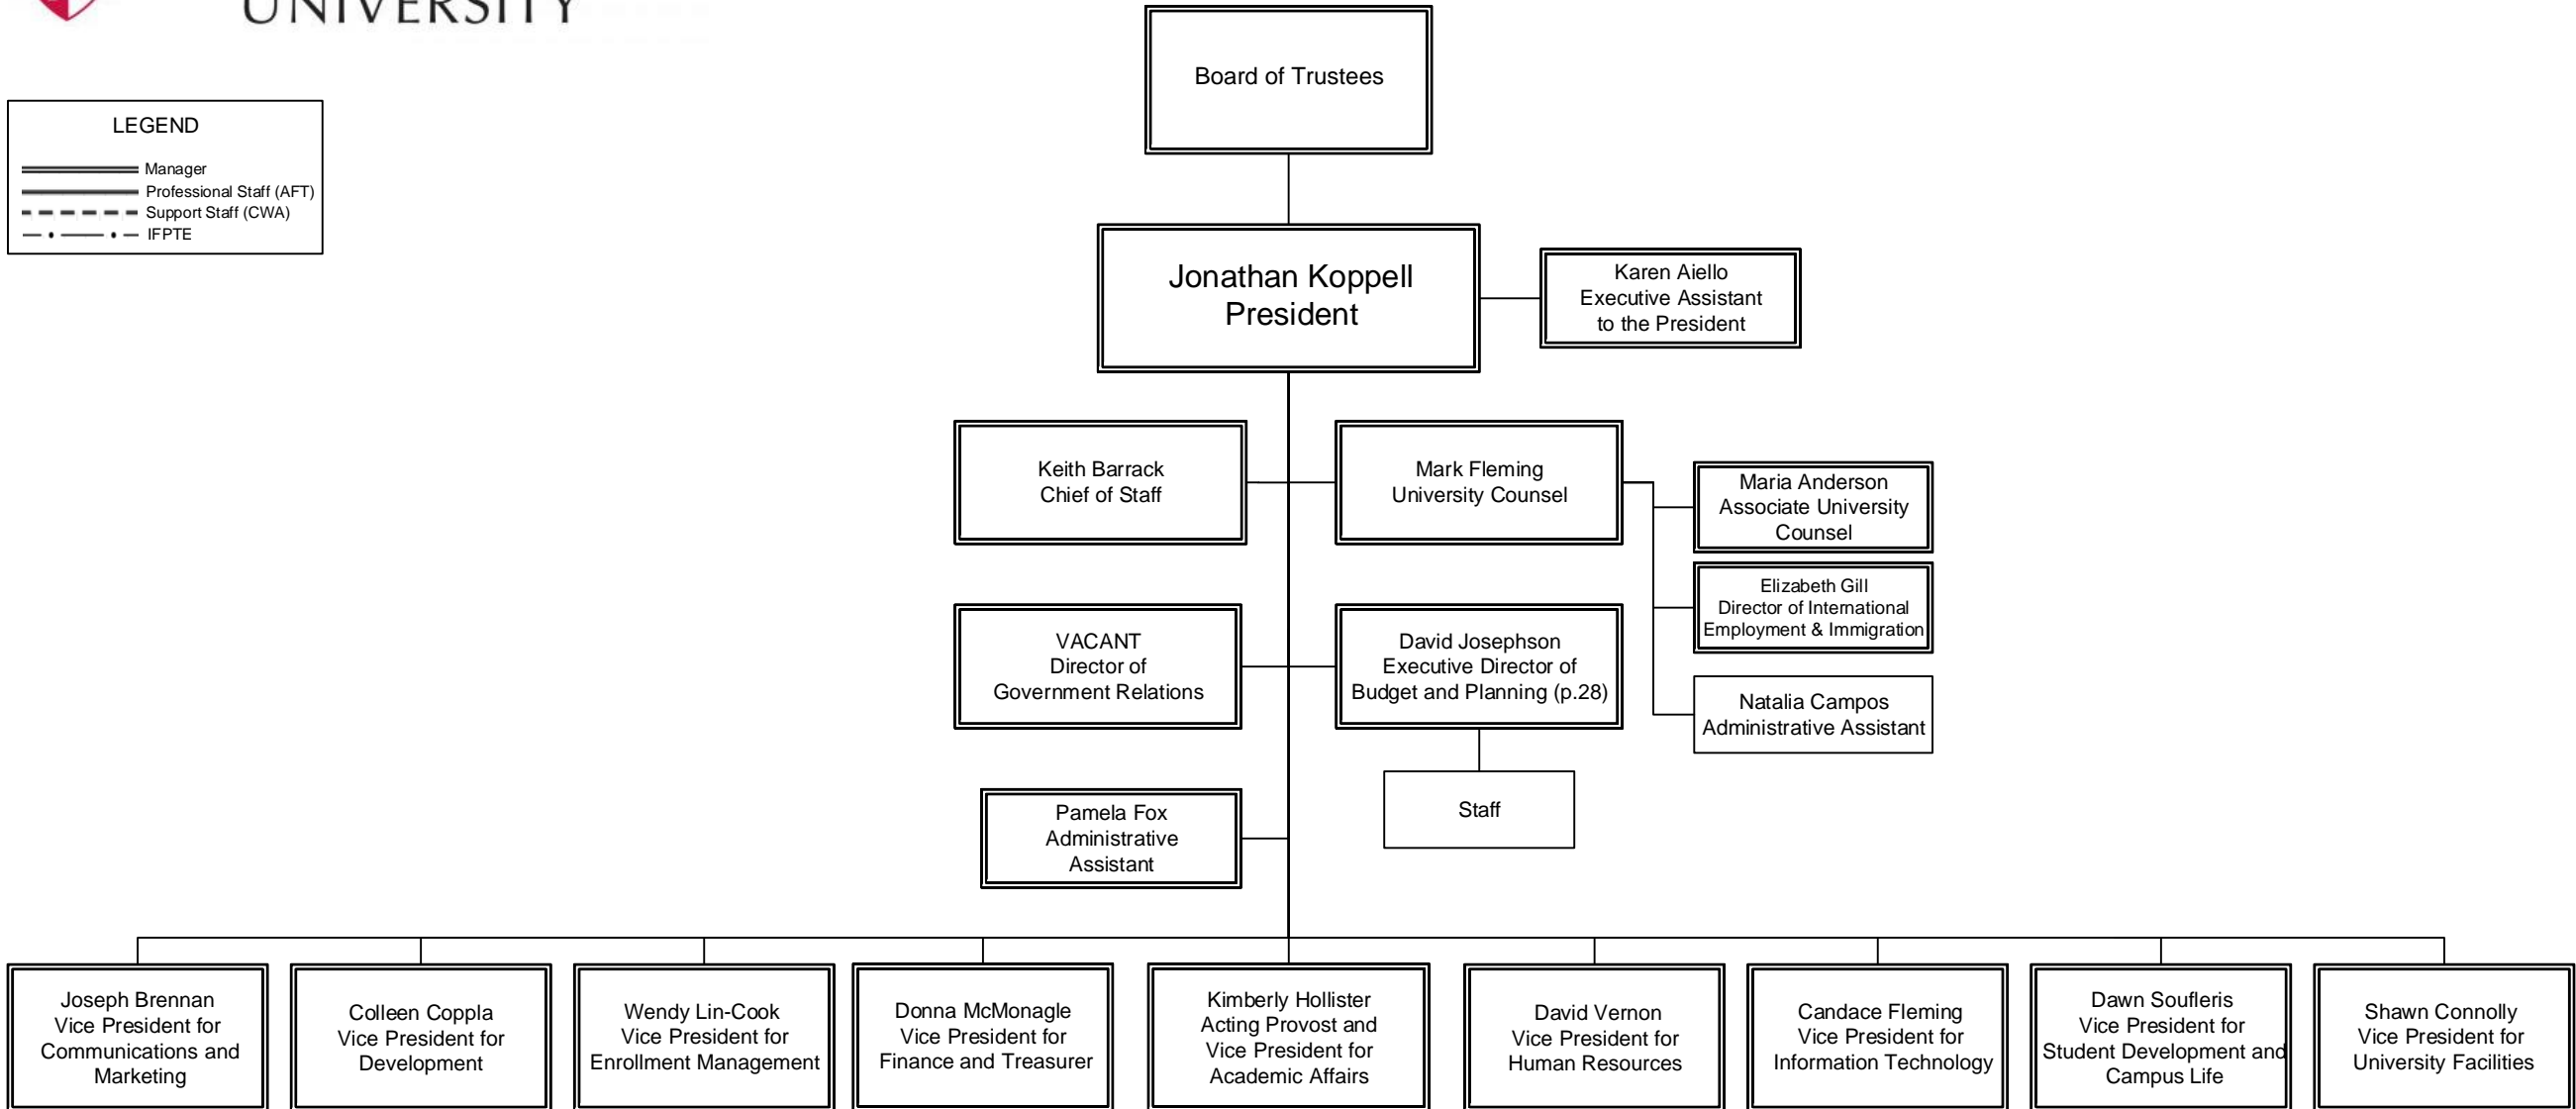 UNIVERSITY
LEGEND
Manager
Professional Staff (AFT)
Support Staff (CWA)
IFPTE
Board of Trustees
Jonathan Koppell
President
Karen Aiello
Executive Assistant
to the President
Keith Barrack
Chief of Staff
Mark Fleming
University Counsel
Maria Anderson
Associate University
Counsel
Elizabeth Gill
Director of International
Employment & Immigration
VACANT
Director of
Government Relations
David Josephson
Executive Director of
Budget and Planning (p.28)
Natalia Campos
Administrative Assistant
Staff
Pamela Fox
Administrative
Assistant
Joseph Brennan
Vice President for
Communications and
Marketing
Colleen Coppla
Vice President for
Development
Wendy Lin-Cook
Vice President for
Enrollment Management
Donna McMonagle
Vice President for
Finance and Treasurer
Kimberly Hollister
Acting Provost and
Vice President for
Academic Affairs
David Vernon
Vice President for
Human Resources
Candace Fleming
Vice President for
Information Technology
Dawn Soufleris
Vice President for
Student Development and
Campus Life
Shawn Connolly
Vice President for
University Facilities